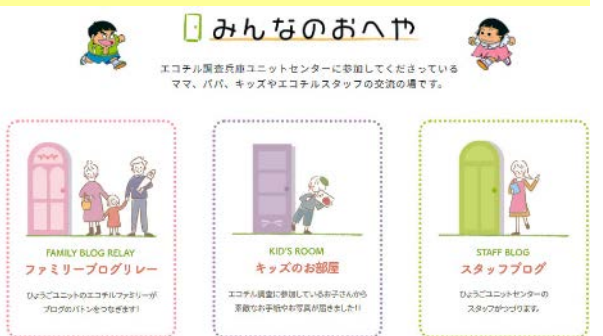 みんなのおへや
エコチル調査兵庫ユニットセンターに参加してくださっている
ママ、パパ、キッズやエコチルスタッフの交流の場です。
FAMILY BLOG RELAY
ファミリーブログリレー
ひょうごユニットのエコチルファミリーが
ブログのバトンをつなぎます!
KID'S ROOM
キッズのお部屋
エコチル調査に参加しているお子さんから
素敵なお手紙やお写真が届きました!!
STAFF BLOG
スタッフブログ
ひょうごユニットセンターの
スタッフがつづります。